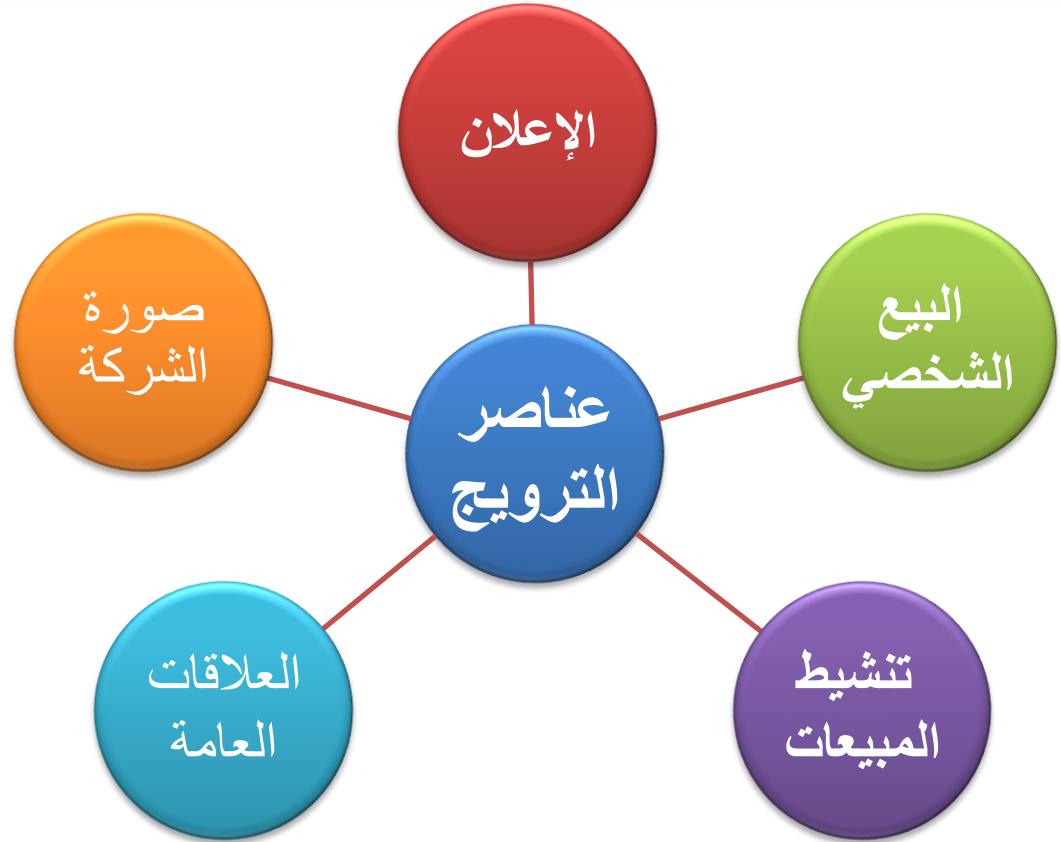 الإعلان
البيع
الشخصي
تنشيط
المبيعات
العلاقات
العامة
صورة
الشركة
عناصر
الترويج